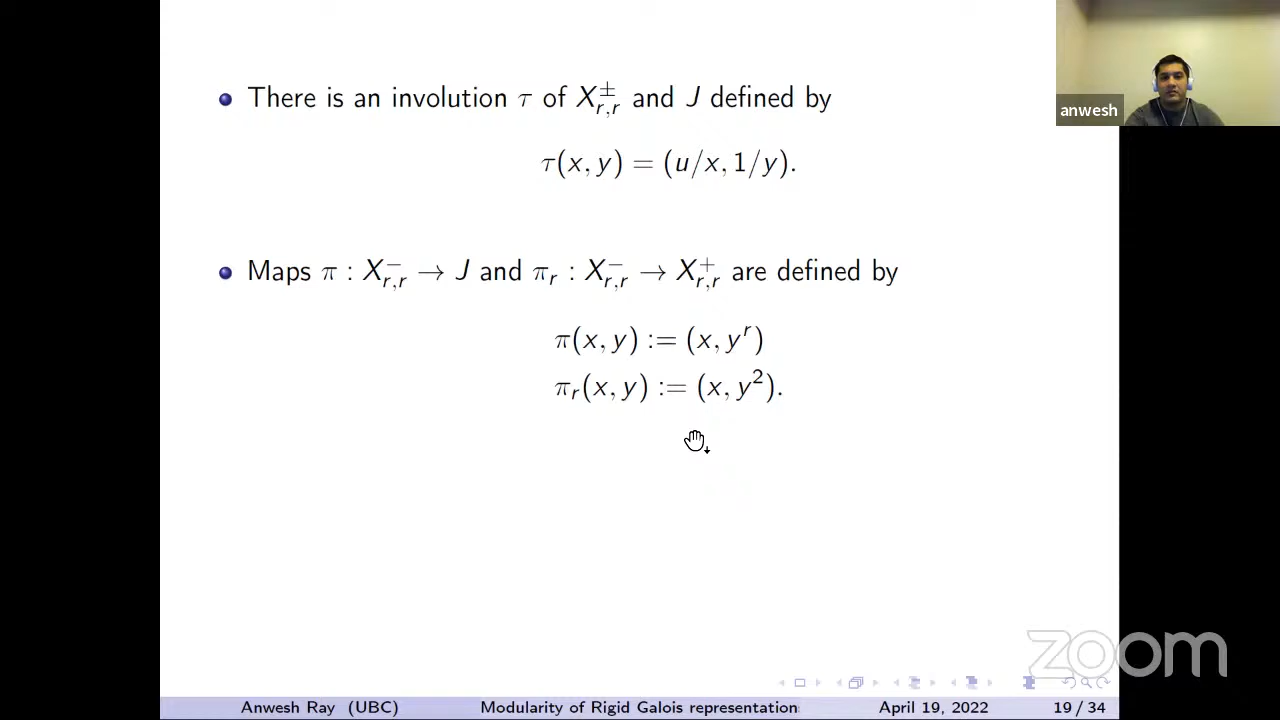 There is an involution τ of X±r,r and J defined by
τ(x, y) = (u/x, 1/y).
Maps π : X−r,r → J and πr : X−r,r → X+r,r are defined by
π(x, y) := (x, y^r)
πr(x, y) := (x, y^2).
anwesh
zoom
Anwesh Ray (UBC) Modularity of Rigid Galois representation April 19, 2022 19 / 34